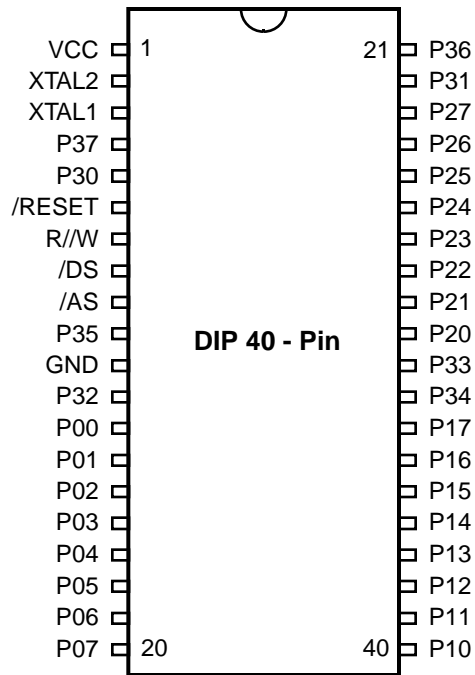 VCC 1 21 P36
XTAL2 P31
XTAL1 P27
P37 P26
P30 P25
/RESET P24
R//W P23
/DS P22
/AS P21
P35 DIP 40 - Pin P20
GND P33
P32 P34
P00 P17
P01 P16
P02 P15
P03 P14
P04 P13
P05 P12
P06 P11
P07 20 40 P10